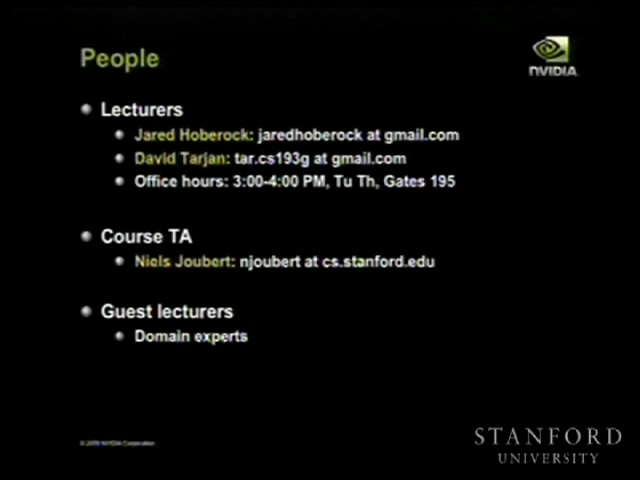 People
NVIDIA
Lecturers
Jared Hoberock: jaredhoberock at gmail.com
David Tarjan: tar.cs193g at gmail.com
Office hours: 3:00-4:00 PM, Tu Th, Gates 195
Course TA
Niels Joubert: njoubert at cs.stanford.edu
Guest lecturers
Domain experts
© NVIDIA Corporation
STANFORD
UNIVERSITY